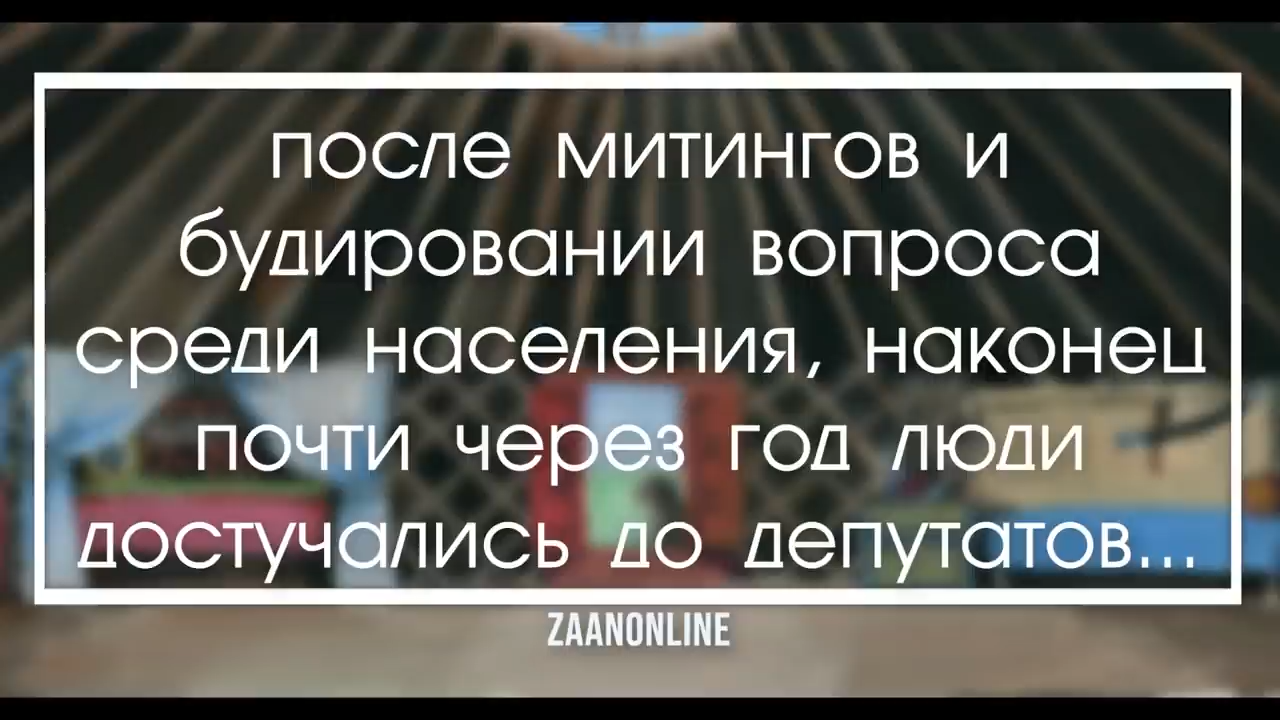 после митингов и
будировании вопроса
среди населения, наконец
почти через год люди
достучались до депутатов...
ZAANONLINE